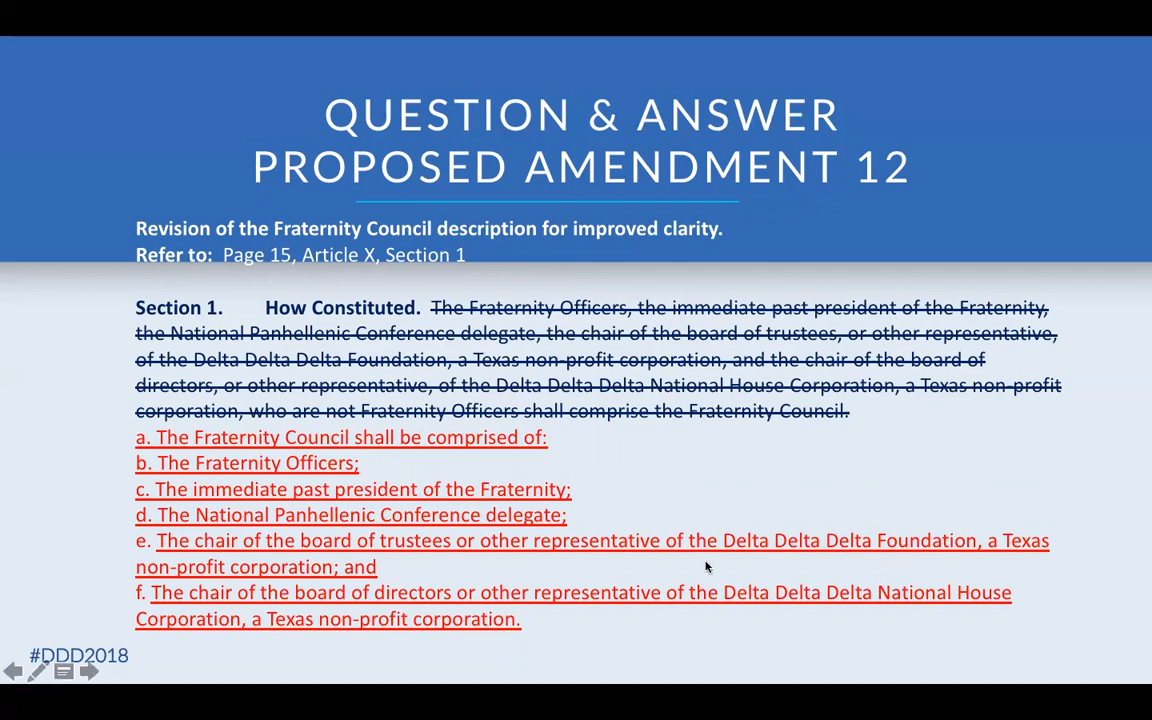 QUESTION & ANSWER
PROPOSED AMENDMENT 12
Revision of the Fraternity Council description for improved clarity.
Refer to: Page 15, Article X, Section 1
Section 1. How Constituted. The Fraternity Officers, the immediate past president of the Fraternity,
the National Panhellenic Conference delegate, the chair of the board of trustees, or other representative,
of the Delta Delta Delta Foundation, a Texas non-profit corporation, and the chair of the board of
directors, or other representative, of the Delta Delta Delta National House Corporation, a Texas non-profit
corporation, who are not Fraternity Officers shall comprise the Fraternity Council.
a. The Fraternity Council shall be comprised of:
b. The Fraternity Officers;
c. The immediate past president of the Fraternity;
d. The National Panhellenic Conference delegate;
e. The chair of the board of trustees or other representative of the Delta Delta Delta Foundation, a Texas
non-profit corporation; and
f. The chair of the board of directors or other representative of the Delta Delta Delta National House
Corporation, a Texas non-profit corporation.
#DDD2018